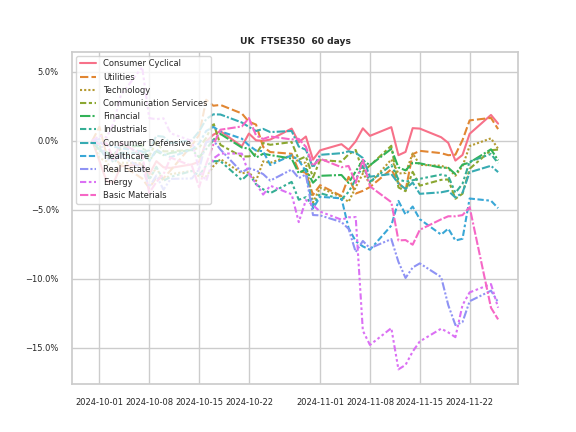 UK  FTSE350  60 days
5.0%
0.0%
−5.0%
−10.0%
−15.0%
Consumer Cyclical
Utilities
Technology
Communication Services
Financial
Industrials
Consumer Defensive
Healthcare
Real Estate
Energy
Basic Materials
2024-10-01 2024-10-08 2024-10-15 2024-10-22 2024-11-01 2024-11-08 2024-11-15 2024-11-22